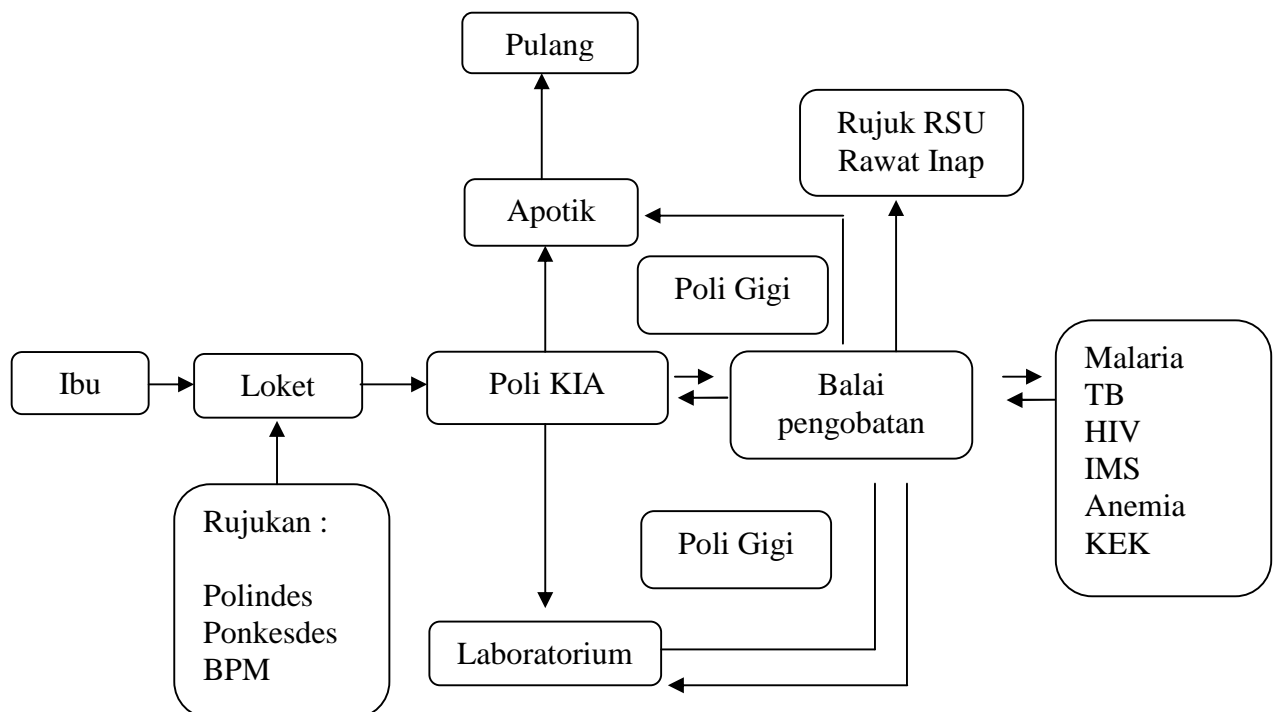 Pulang
Rujuk RSU
Rawat Inap
Apotik
Poli Gigi
Ibu
Loket
Poli KIA
Balai
pengobatan
Malaria
TB
HIV
IMS
Anemia
KEK
Rujukan :
Polindes
Ponkesdes
BPM
Poli Gigi
Laboratorium